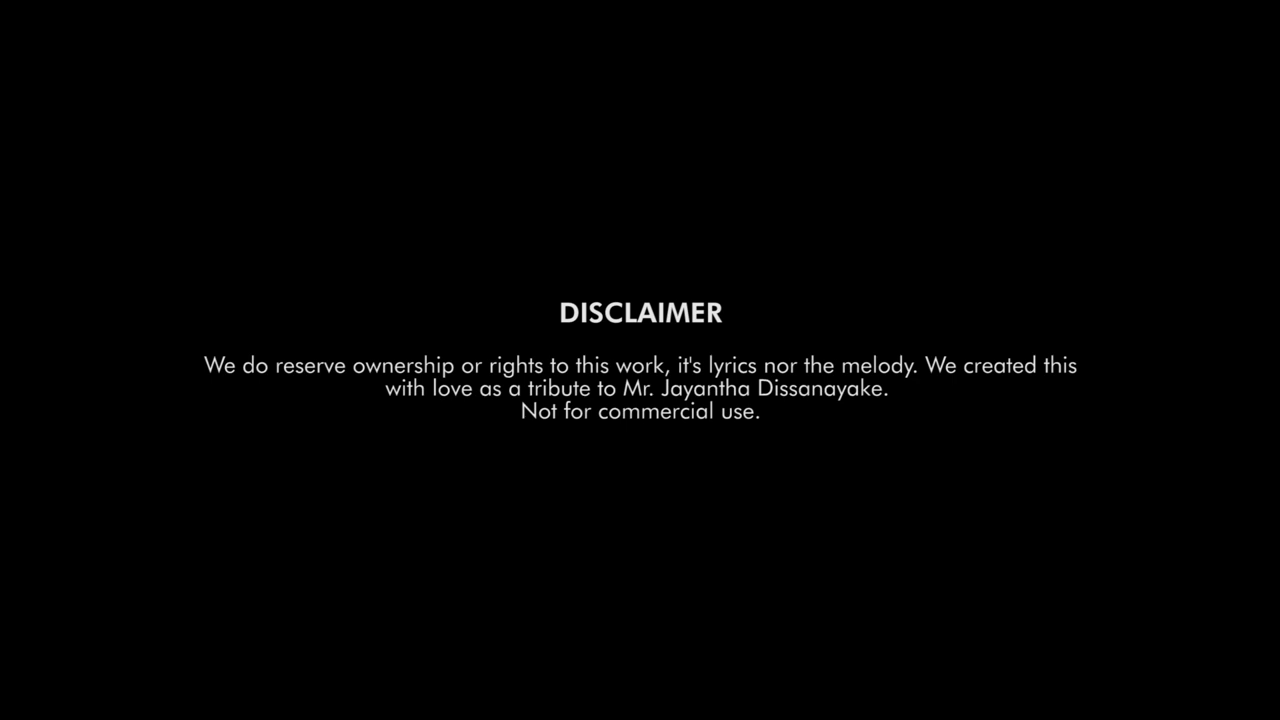 DISCLAIMER
We do reserve ownership or rights to this work, it's lyrics nor the melody. We created this
with love as a tribute to Mr. Jayantha Dissanayake.
Not for commercial use.